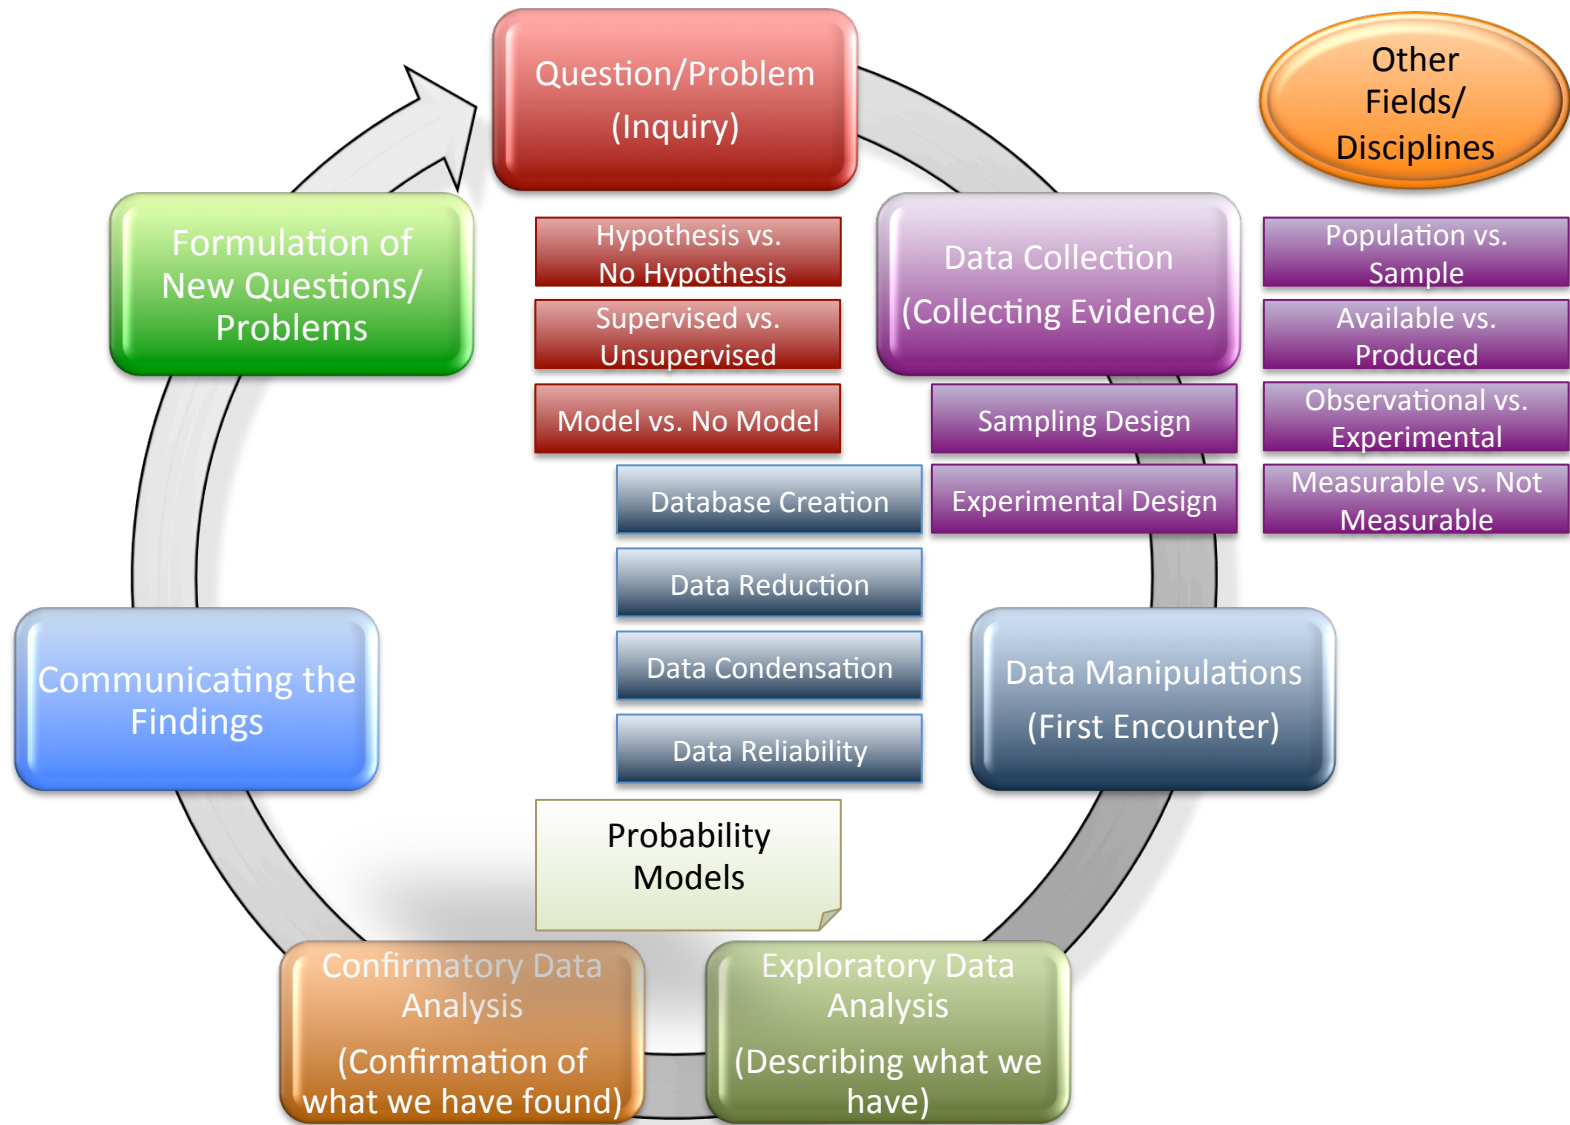 Question/Problem
(Inquiry)
Other
Fields/
Disciplines
Formulation of
New Questions/
Problems
Hypothesis vs.
No Hypothesis
Supervised vs.
Unsupervised
Model vs. No Model
Data Collection
(Collecting Evidence)
Sampling Design
Experimental Design
Population vs.
Sample
Available vs.
Produced
Observational vs.
Experimental
Measurable vs. Not
Measurable
Database Creation
Data Reduction
Data Condensation
Data Reliability
Communicating the
Findings
Data Manipulations
(First Encounter)
Probability
Models
Confirmatory Data
Analysis
(Confirmation of
what we have found)
Exploratory Data
Analysis
(Describing what we
have)